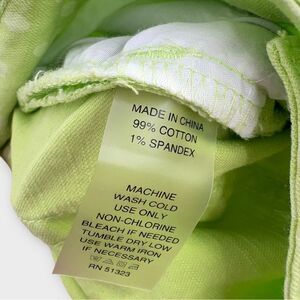 MADE IN CHINA
99% COTTON
1% SPANDEX
MACHINE
WASH COLD
USE ONLY
NON-CHLORINE
BLEACH IF NEEDED
TUMBLE DRY LOW
USE WARM IRON
IF NECESSARY
RN 51323